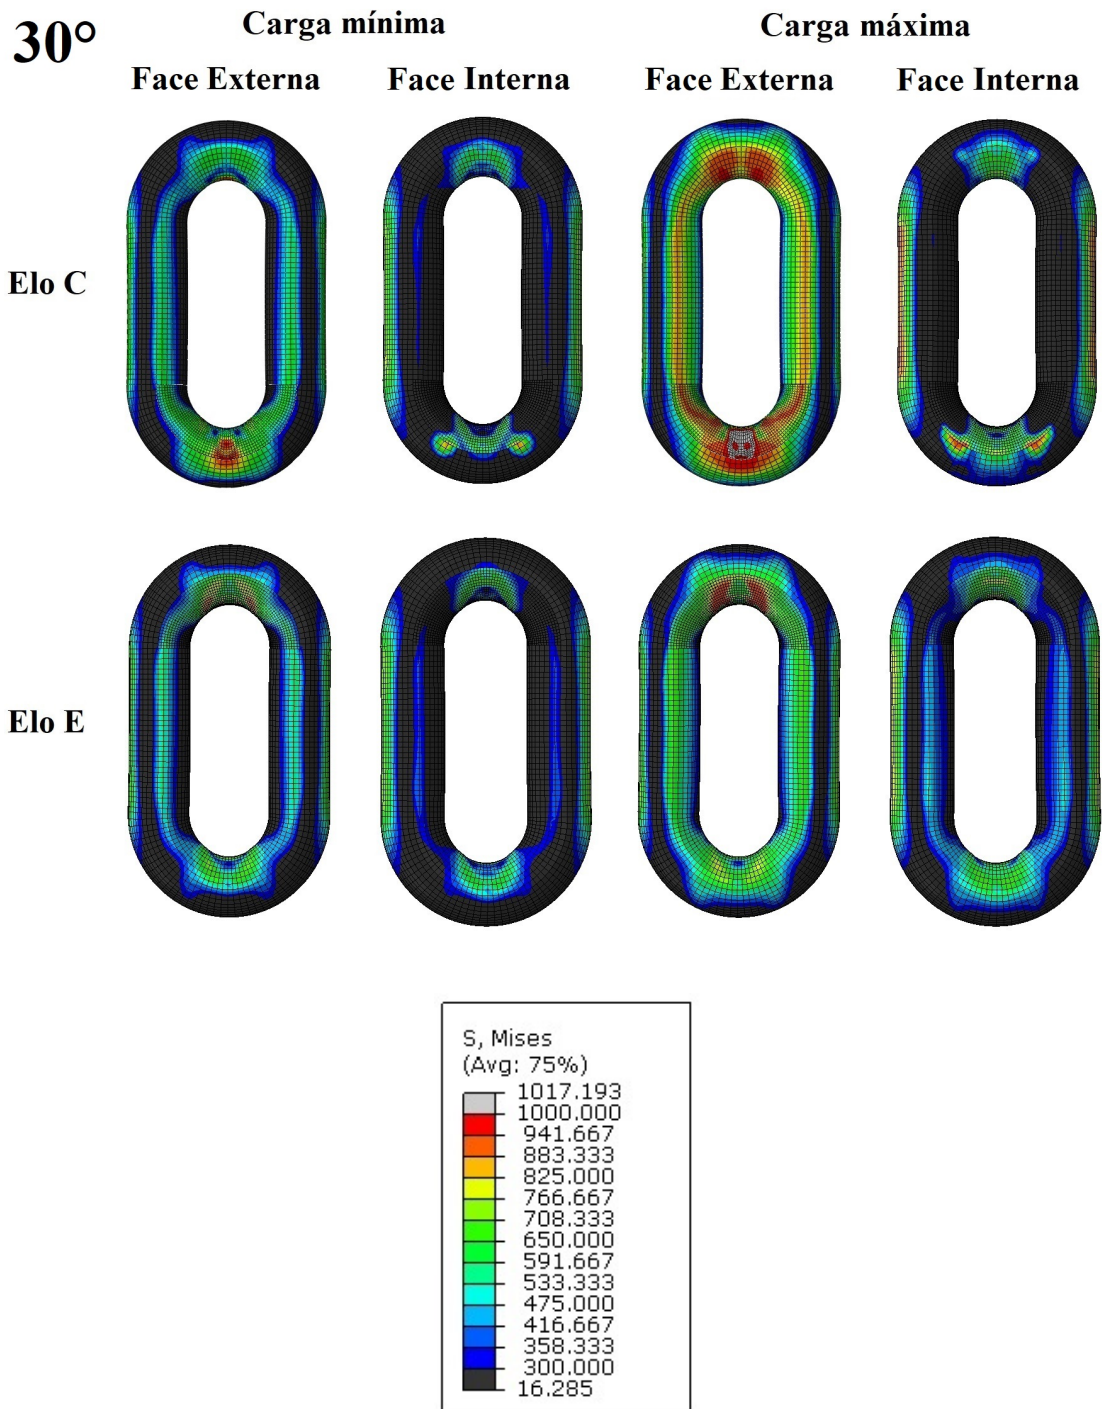 30°
Carga mínima
Carga máxima
Face Externa
Face Interna
Face Externa
Face Interna
Elo C
Elo E
S, Mises
(Avg: 75%)
1017.193
1000.000
941.667
883.333
825.000
766.667
708.333
650.000
591.667
533.333
475.000
416.667
358.333
300.000
16.285